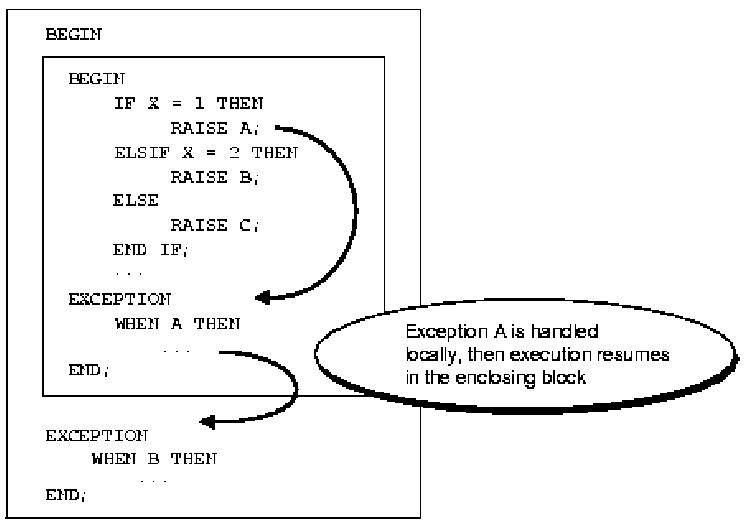 BEGIN
BEGIN
IF X = 1 THEN
RAISE A;
ELSIF X = 2 THEN
RAISE B;
ELSE
RAISE C;
END IF;
...
EXCEPTION
WHEN A THEN
...
END;
Exception A is handled
locally, then execution resumes
in the enclosing block
EXCEPTION
WHEN B THEN
...
END;